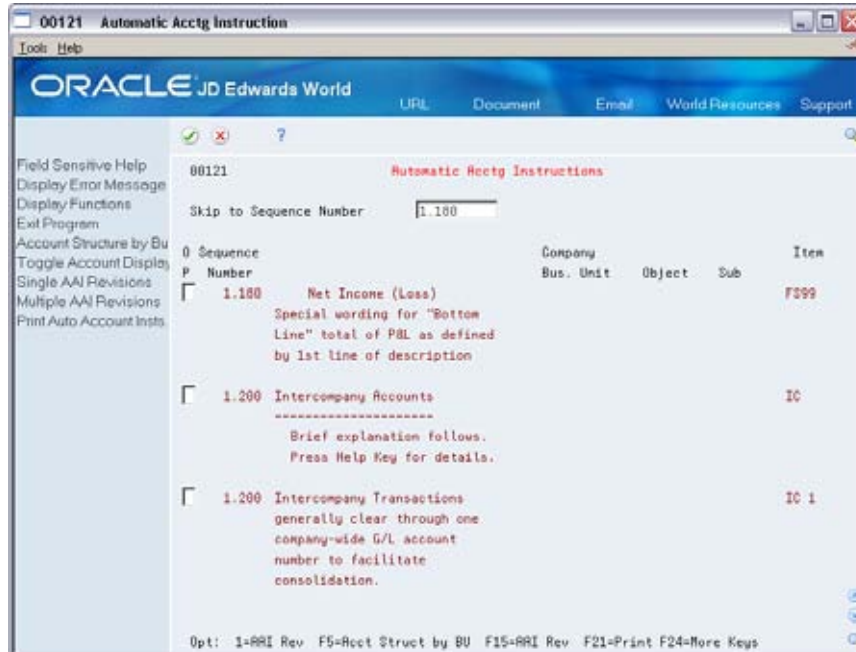 00121 Automatic Acctg Instruction
Tools Help
ORACLE JD Edwards World
URL Document Email World Resources Support
?
Field Sensitive Help
Display Error Message
Display Functions
Exit Program
Account Structure by Bu
Toggle Account Display
Single AAI Revisions
Multiple AAI Revisions
Print Auto Account Insts
00121 Automatic Acctg Instructions
Skip to Sequence Number 1.180
O Sequence Company Item
P Number Bus. Unit Object Sub
1.180 Net Income (Loss) FS99
Special wording for "Bottom
Line" total of P&L as defined
by 1st line of description
1.200 Intercompany Accounts IC
----------------------
Brief explanation follows.
Press Help Key for details.
1.200 Intercompany Transactions IC 1
generally clear through one
company-wide G/L account
number to facilitate
consolidation.
Opt: 1=AAI Rev F5=Acct Struct by BU F15=AAI Rev F21=Print F24=More Keys